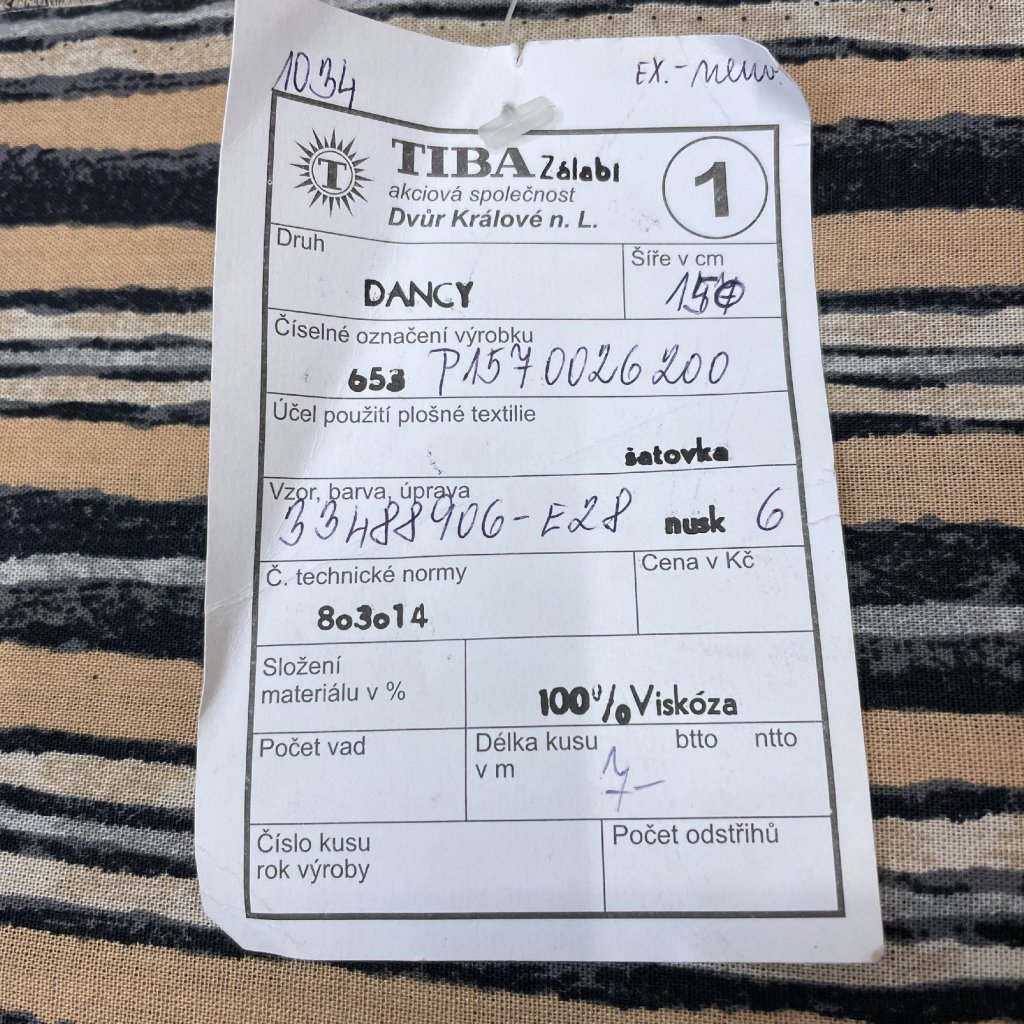 1034
EX.-
T
TIBA Zálabí
1
akciová společnost
Dvůr Králové n. L.
Druh
Šíře v cm
DANCY
Číselné označení výrobku
653 P1570026200
Účel použití plošné textilie
šatovka
Vzor, barva, úprava
33488906-E28 nusk 6
Č. technické normy
Cena v Kč
803014
Složení
materiálu v %
100% Viskóza
Počet vad
Délka kusu btto ntto
v m
7-
Číslo kusu
rok výroby
Počet odstřihů